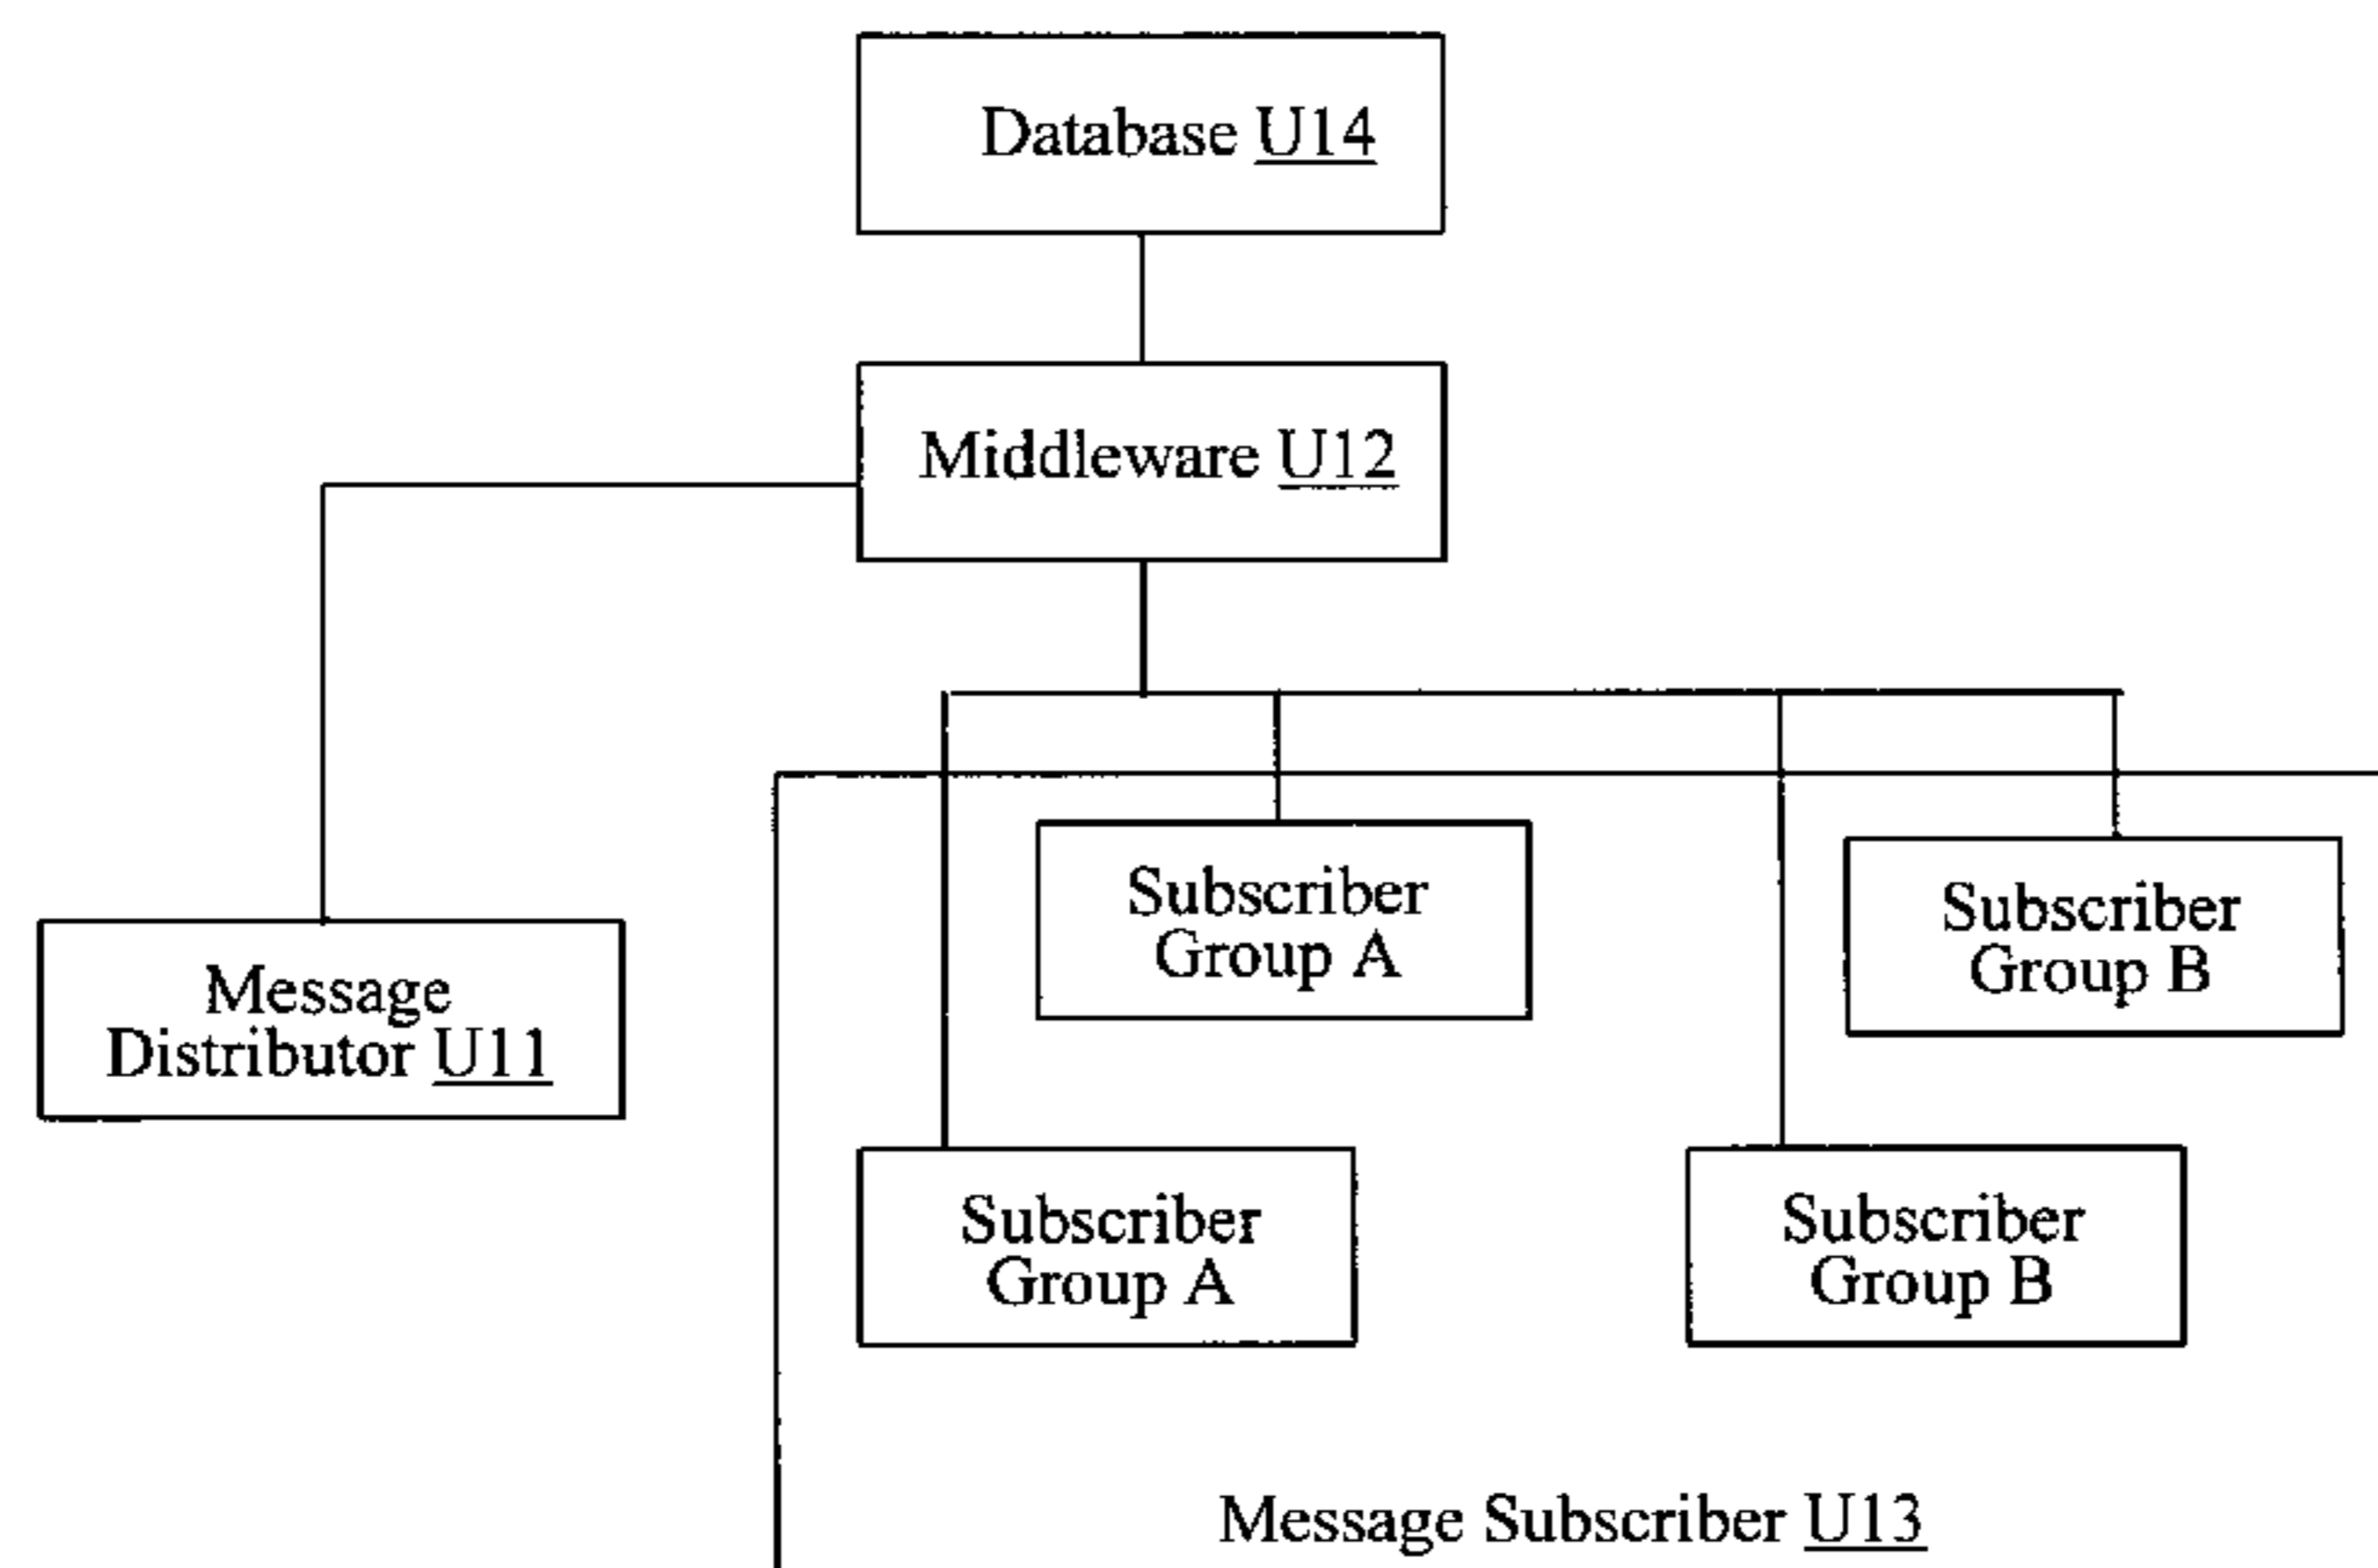 Database U14
Middleware U12
Message
Distributor U11
Subscriber
Group A
Subscriber
Group B
Subscriber
Group A
Subscriber
Group B
Message Subscriber U13